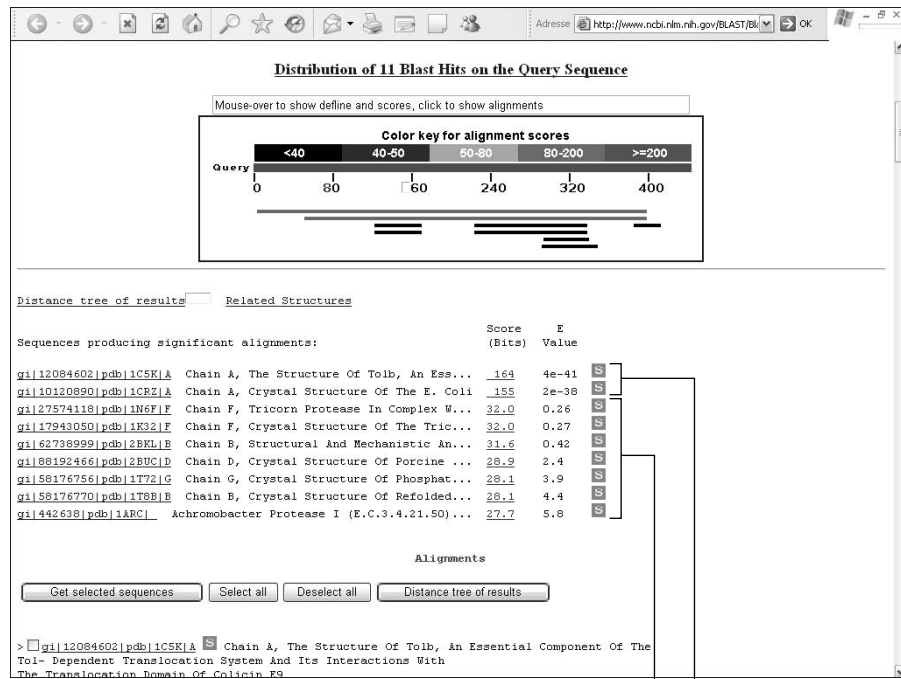 Adresse http://www.ncbi.nlm.nih.gov/BLAST/Bl OK
Distribution of 11 Blast Hits on the Query Sequence
Mouse-over to show defline and scores, click to show alignments
Color key for alignment scores
<40 40-50 50-80 80-200 >=200
Query
0 80 60 240 320 400
Distance tree of results Related Structures
Score E
Sequences producing significant alignments: (Bits) Value
gi|12084602|pdb|1C5K|A Chain A, The Structure Of Tolb, An Ess... 164 4e-41 S
gi|10120890|pdb|1CRZ|A Chain A, Crystal Structure Of The E. Coli 155 2e-38 S
gi|27574118|pdb|1N6F|F Chain F, Tricorn Protease In Complex W... 32.0 0.26 S
gi|17943050|pdb|1K32|F Chain F, Crystal Structure Of The Tric... 32.0 0.27 S
gi|62738999|pdb|2BKL|B Chain B, Structural And Mechanistic An... 31.6 0.42 S
gi|88192466|pdb|2BUC|D Chain D, Crystal Structure Of Porcine ... 28.9 2.4 S
gi|58176756|pdb|1T72|G Chain G, Crystal Structure Of Phosphat... 28.1 3.9 S
gi|58176770|pdb|1T8B|B Chain B, Crystal Structure Of Refolded... 28.1 4.4 S
gi|442638|pdb|1ARC| Achromobacter Protease I (E.C.3.4.21.50)... 27.7 5.8 S
Alignments
Get selected sequences Select all Deselect all Distance tree of results
> gi|12084602|pdb|1C5K|A S Chain A, The Structure Of Tolb, An Essential Component Of The
Tol- Dependent Translocation System And Its Interactions With
The Translocation Domain Of Colicin E9